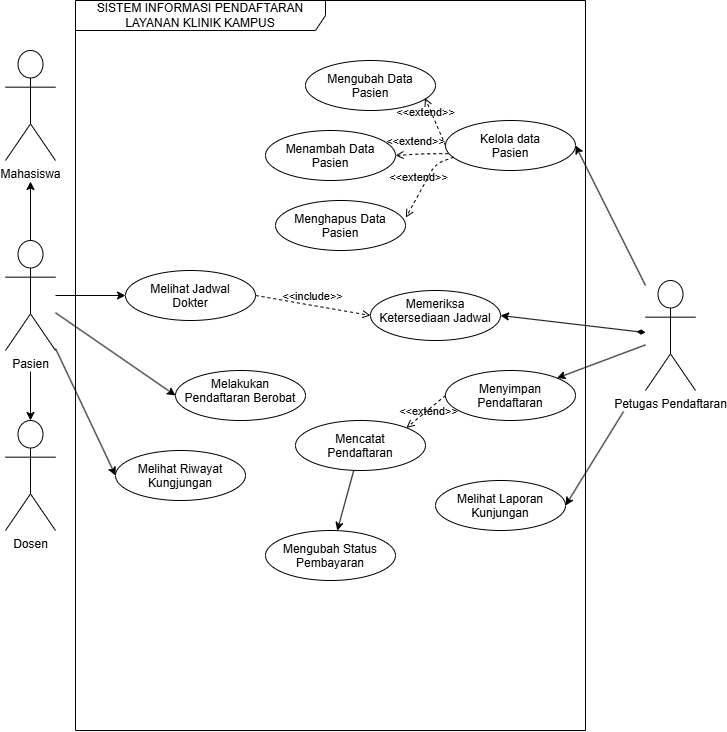 SISTEM INFORMASI PENDAFTARAN
LAYANAN KLINIK KAMPUS
Mengubah Data
Pasien
<<extend>>
Menambah Data
Pasien
<<extend>>
Kelola data
Pasien
<<extend>>
Menghapus Data
Pasien
Mahasiswa
Melihat Jadwal
Dokter
<<include>>
Memeriksa
Ketersediaan Jadwal
Pasien
Melakukan
Pendaftaran Berobat
Menyimpan
Pendaftaran
Petugas Pendaftaran
<<extend>>
Mencatat
Pendaftaran
Melihat Riwayat
Kungjungan
Melihat Laporan
Kunjungan
Dosen
Mengubah Status
Pembayaran